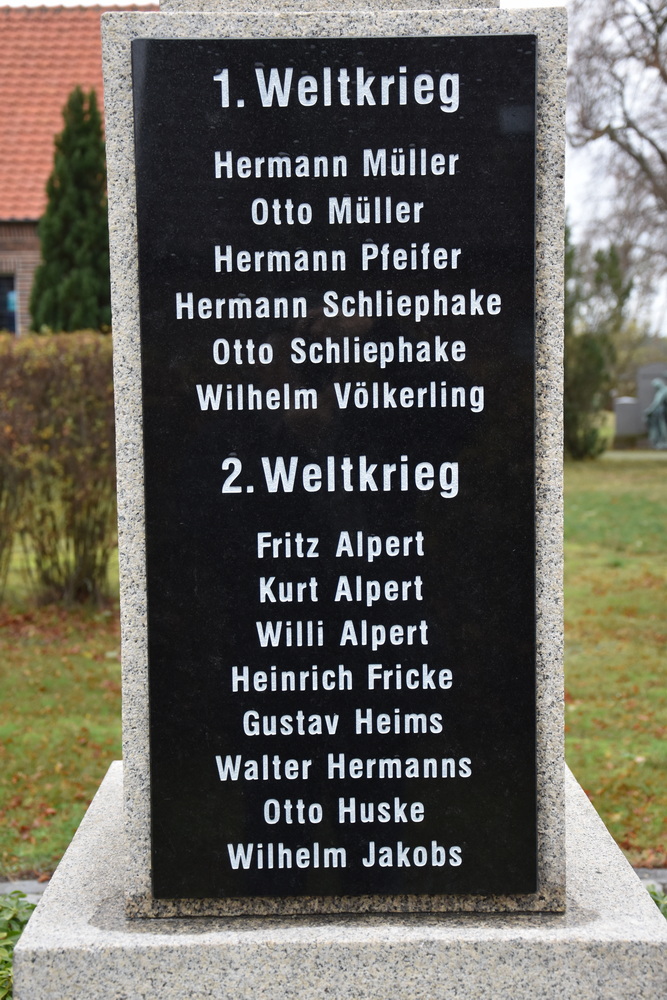 1. Weltkrieg
Hermann Müller
Otto Müller
Hermann Pfeifer
Hermann Schliephake
Otto Schliephake
Wilhelm Völkerling
2. Weltkrieg
Fritz Alpert
Kurt Alpert
Willi Alpert
Heinrich Fricke
Gustav Heims
Walter Hermanns
Otto Huske
Wilhelm Jakobs